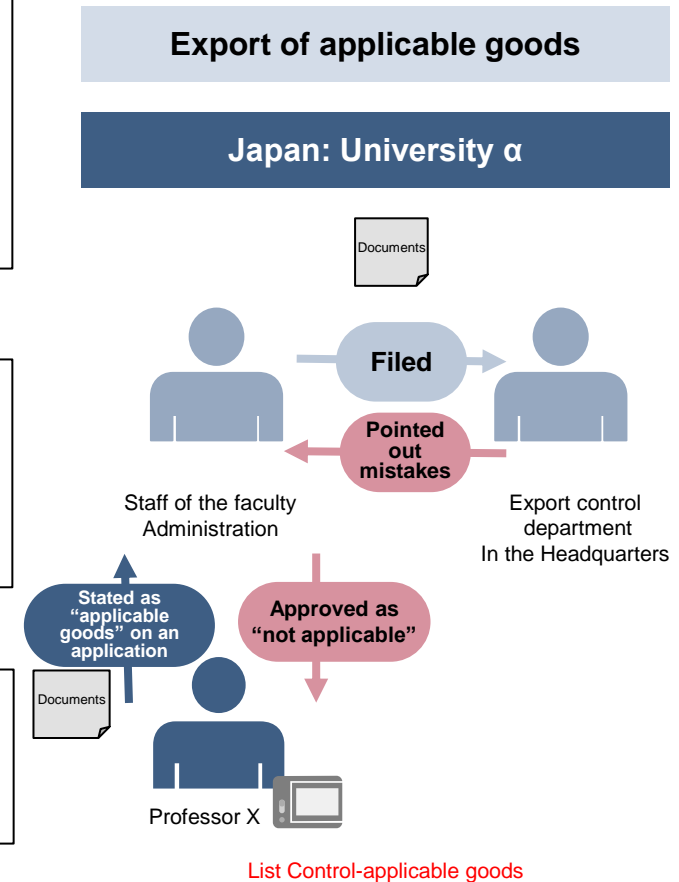 Export of applicable goods
Japan: University α
Documents
Filed
Pointed
out
mistakes
Staff of the faculty
Administration
Export control
department
In the Headquarters
Stated as
“applicable
goods” on an
application
Approved as
“not applicable”
Documents
Professor X
List Control-applicable goods